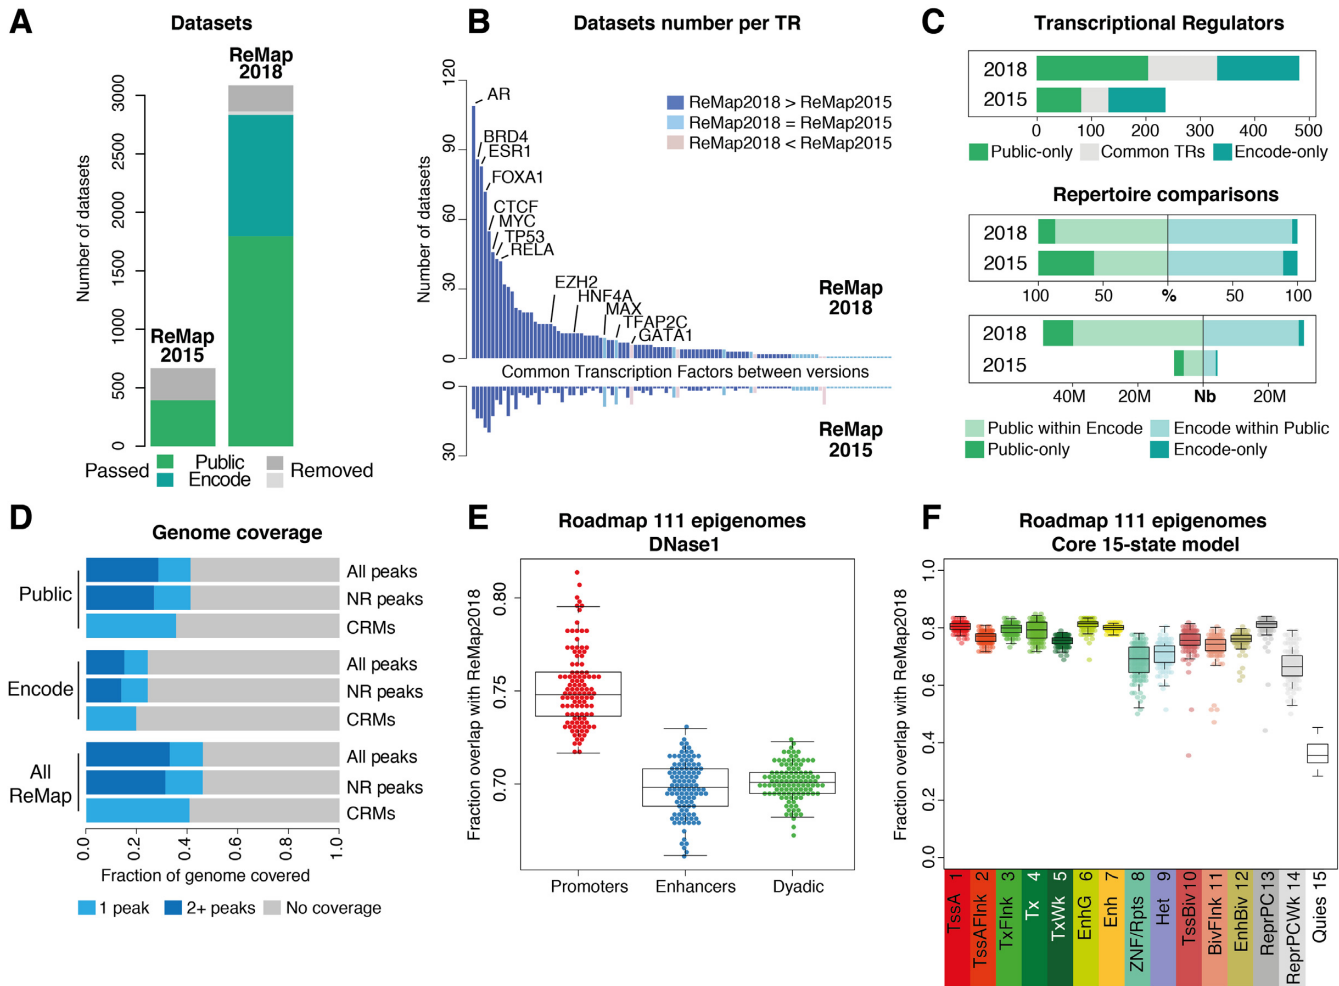 A
Datasets
ReMap
2018
ReMap
2015
Number of datasets
0
500
1000
1500
2000
2500
3000
Passed
Public
Encode
Removed
B
Datasets number per TR
Number of datasets
120
90
60
30
0
0
30
AR
BRD4
ESR1
FOXA1
CTCF
MYC
TP53
RELA
EZH2
HNF4A
MAX
TFAP2C
GATA1
ReMap2018 > ReMap2015
ReMap2018 = ReMap2015
ReMap2018 < ReMap2015
ReMap
2018
Common Transcription Factors between versions
ReMap
2015
C
Transcriptional Regulators
2018
2015
0 100 200 300 400 500
Public-only Common TRs Encode-only
Repertoire comparisons
2018
2015
100 50 % 50 100
2018
2015
40M 20M Nb 20M
Public within Encode Encode within Public
Public-only Encode-only
D
Genome coverage
Public
All peaks
NR peaks
CRMs
Encode
All peaks
NR peaks
CRMs
All
ReMap
All peaks
NR peaks
CRMs
0.0 0.2 0.4 0.6 0.8 1.0
Fraction of genome covered
1 peak 2+ peaks No coverage
E
Roadmap 111 epigenomes
DNase1
Fraction overlap with ReMap2018
0.80
0.75
0.70
Promoters Enhancers Dyadic
F
Roadmap 111 epigenomes
Core 15-state model
Fraction overlap with ReMap2018
1.0
0.8
0.6
0.4
0.2
0.0
TssA 1
TssAFlnk 2
TxFlnk 3
Tx 4
TxWk 5
EnhG 6
Enh 7
ZNF/Rpts 8
Het 9
TssBiv 10
BivFlnk 11
EnhBiv 12
ReprPC 13
ReprPCWk 14
Quies 15